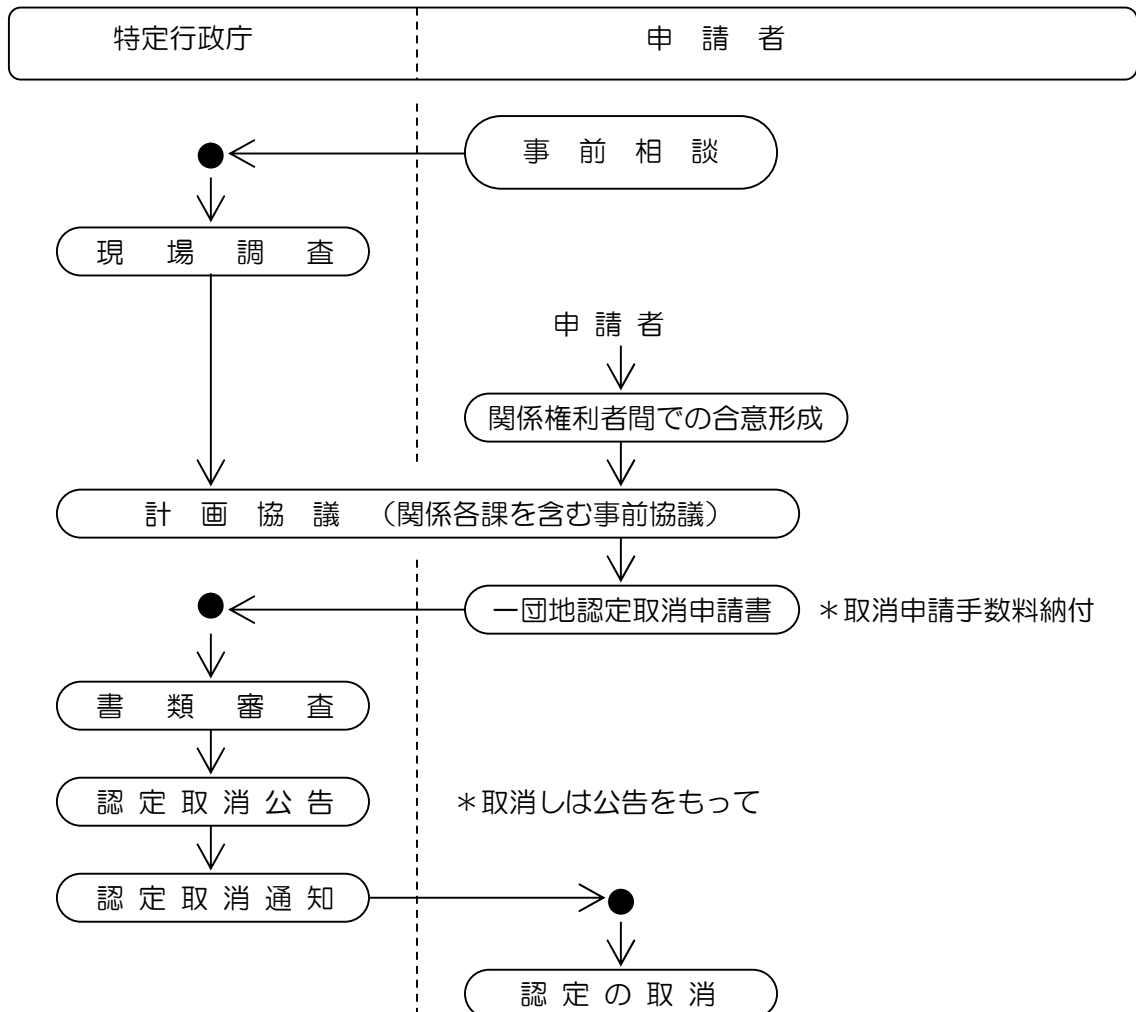 特定行政庁
申 請 者
事 前 相 談
現 場 調 査
申 請 者
関係権利者間での合意形成
計 画 協 議 （関係各課を含む事前協議）
一団地認定取消申請書 ＊取消申請手数料納付
書 類 審 査
認 定 取 消 公 告 ＊取消しは公告をもって
認 定 取 消 通 知
認 定 の 取 消